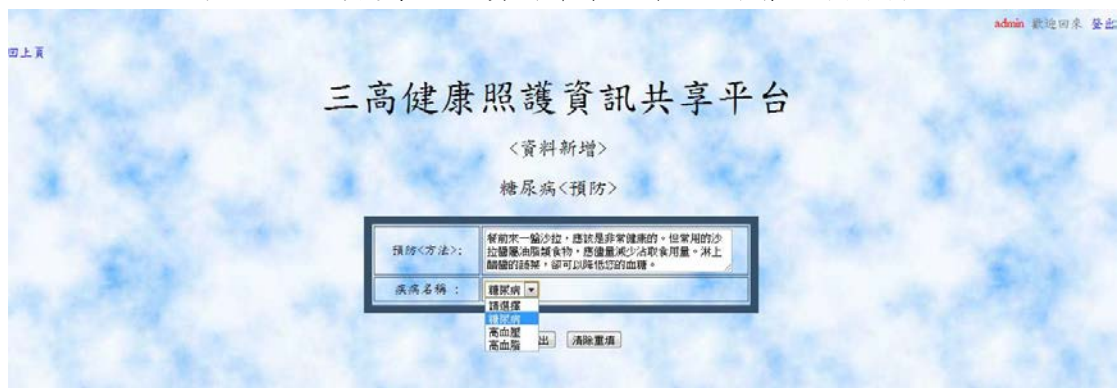 admin 歡迎回來 登出
回上頁
三高健康照護資訊共享平台
<資料新增>
糖尿病<預防>
預防<方法>:
餐前來一盤沙拉，應該是非常健康的。但常用的沙
拉醬屬油脂類食物，應儘量減少沾取食用量。淋上
醋醬的蔬菜，卻可以降低您的血糖。
疾病名稱 :
糖尿病
請選擇
糖尿病
高血壓
高血脂
出 清除重填